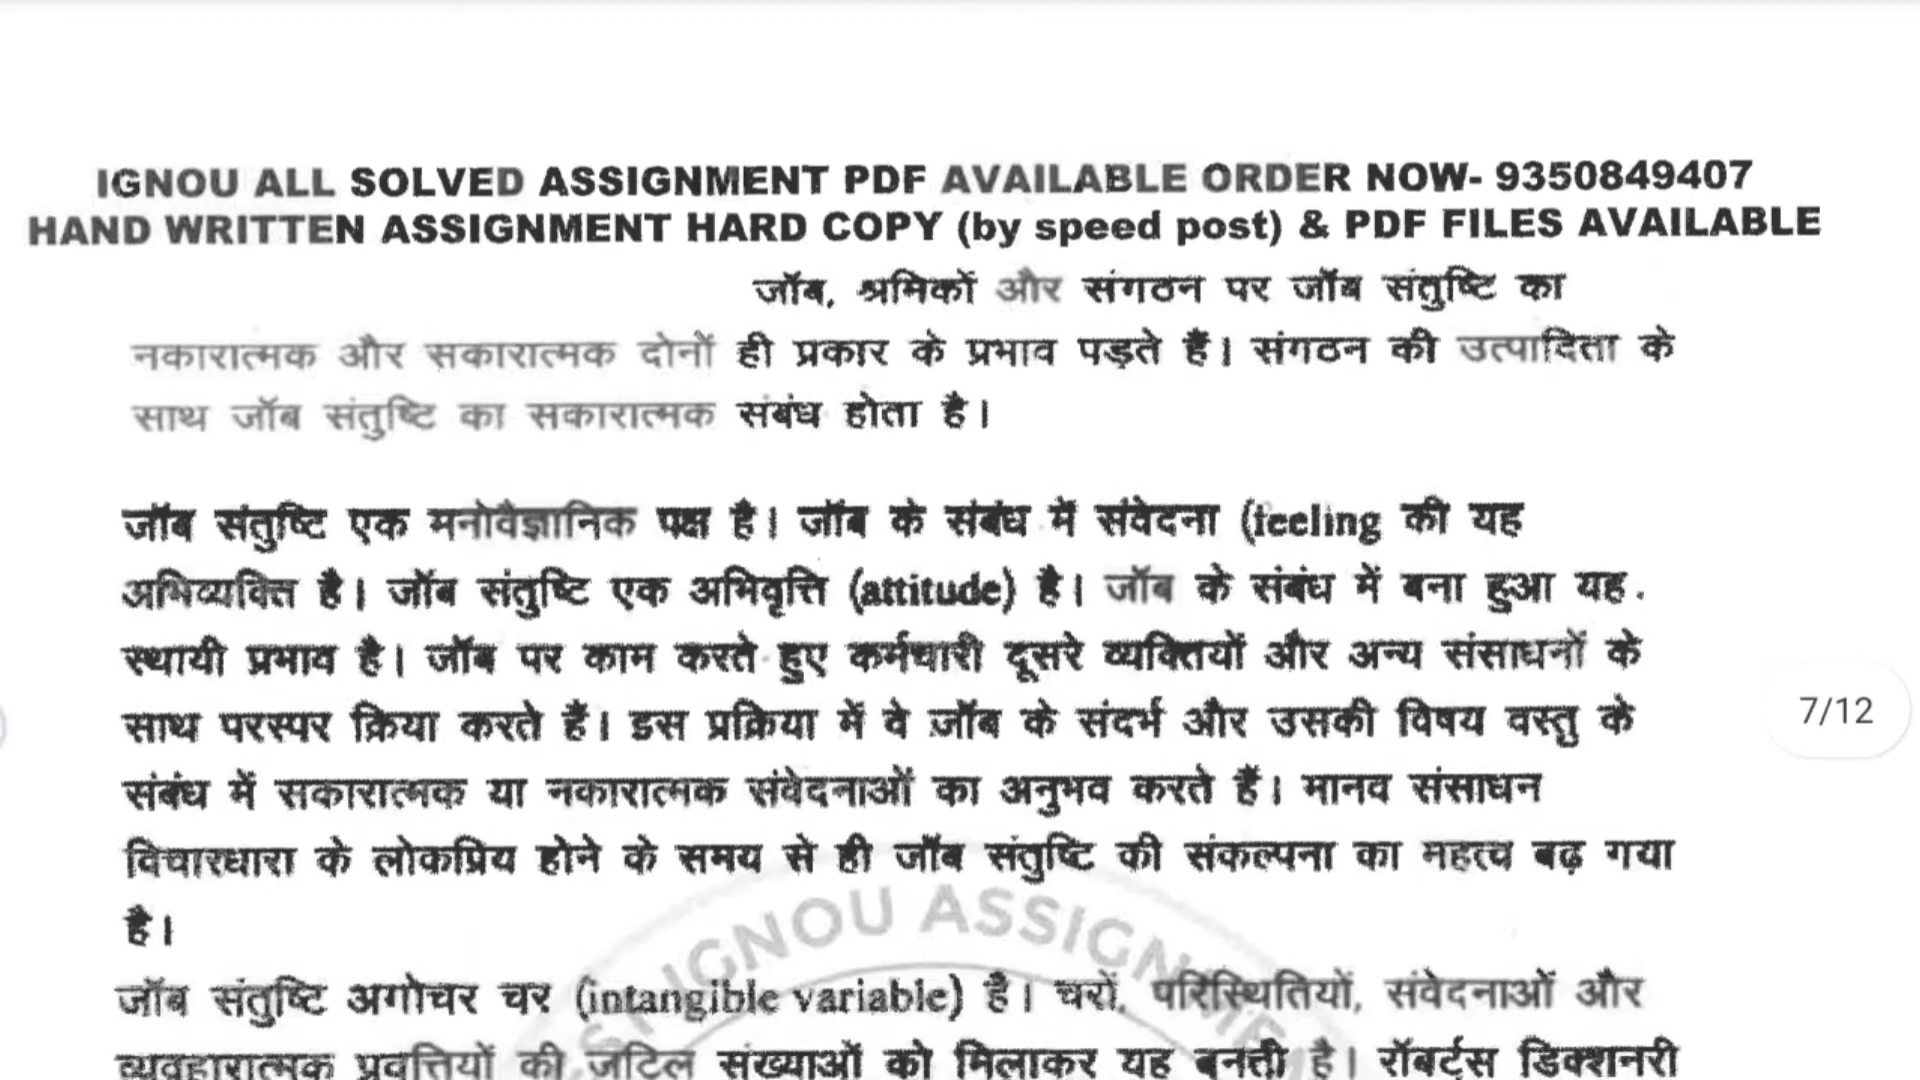 IGNOU ALL SOLVED ASSIGNMENT PDF AVAILABLE ORDER NOW- 9350849407
HAND WRITTEN ASSIGNMENT HARD COPY (by speed post) & PDF FILES AVAILABLE
जॉब, श्रमिकों और संगठन पर जॉब संतुष्टि का
नकारात्मक और सकारात्मक दोनों ही प्रकार के प्रभाव पड़ते हैं। संगठन की उत्पादिता के
साथ जॉब संतुष्टि का सकारात्मक संबंध होता है।
जॉब संतुष्टि एक मनोवैज्ञानिक पक्ष है। जॉब के संबंध में संवेदना (feeling की यह
अभिव्यक्ति है। जॉब संतुष्टि एक अभिवृत्ति (attitude) है। जॉब के संबंध में बना हुआ यह
स्थायी प्रभाव है। जॉब पर काम करते हुए कर्मचारी दूसरे व्यक्तियों और अन्य संसाधनों के
साथ परस्पर क्रिया करते हैं। इस प्रक्रिया में वे जॉब के संदर्भ और उसकी विषय वस्तु के
संबंध में सकारात्मक या नकारात्मक संवेदनाओं का अनुभव करते हैं। मानव संसाधन
विचारधारा के लोकप्रिय होने के समय से ही जॉब संतुष्टि की संकल्पना का महत्व बढ़ गया
है।
जॉब संतुष्टि अगोचर चर (intangible variable) है। चरों, परिस्थितियों, संवेदनाओं और
व्यवहारात्मक प्रवृत्तियों की जटिल संख्याओं को मिलाकर यह बनती है। रॉबर्ट्स डिक्शनरी
7/12
IGNOU ASSIGNME